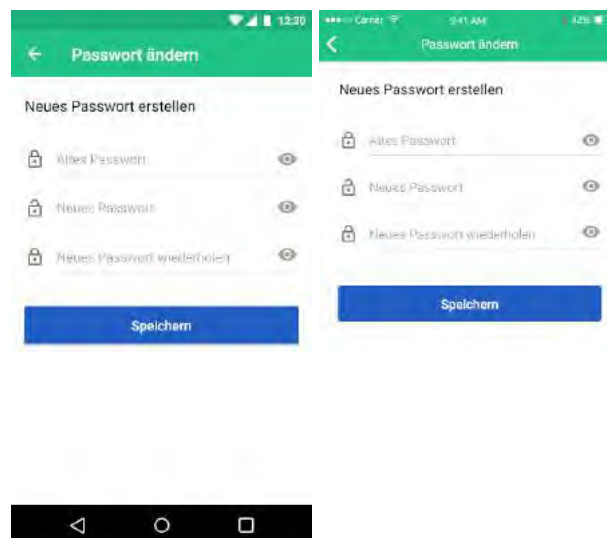 12:30
Passwort ändern
Neues Passwort erstellen
Altes Passwort
Neues Passwort
Neues Passwort wiederholen
Speichern
Carrier 9:41 AM 42%
Passwort ändern
Neues Passwort erstellen
Altes Passwort
Neues Passwort
Neues Passwort wiederholen
Speichern